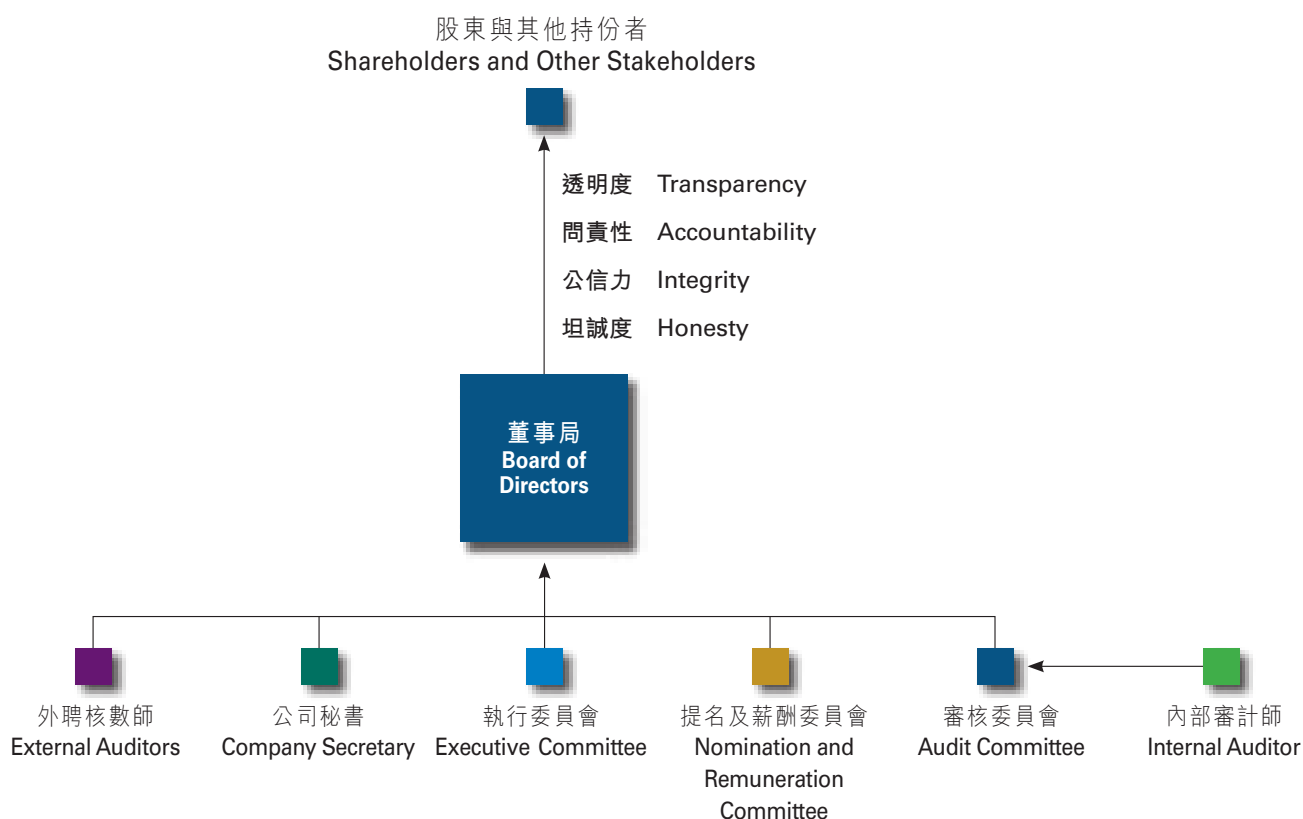 股東與其他持份者
Shareholders and Other Stakeholders
透明度 Transparency
問責性 Accountability
公信力 Integrity
坦誠度 Honesty
董事局
Board of
Directors
外聘核數師
External Auditors
公司秘書
Company Secretary
執行委員會
Executive Committee
提名及薪酬委員會
Nomination and
Remuneration
Committee
審核委員會
Audit Committee
內部審計師
Internal Auditor